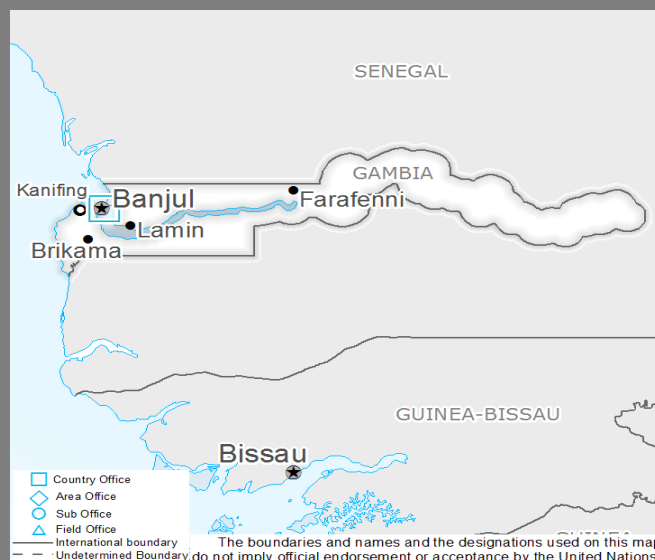 SENEGAL
GAMBIA
Kanifing
Banjul
Farafenni
Lamin
Brikama
GUINEA-BISSAU
Bissau
Country Office
Area Office
Sub Office
Field Office
International boundary
Undetermined Boundary
The boundaries and names and the designations used on this map
do not imply official endorsement or acceptance by the United Nations